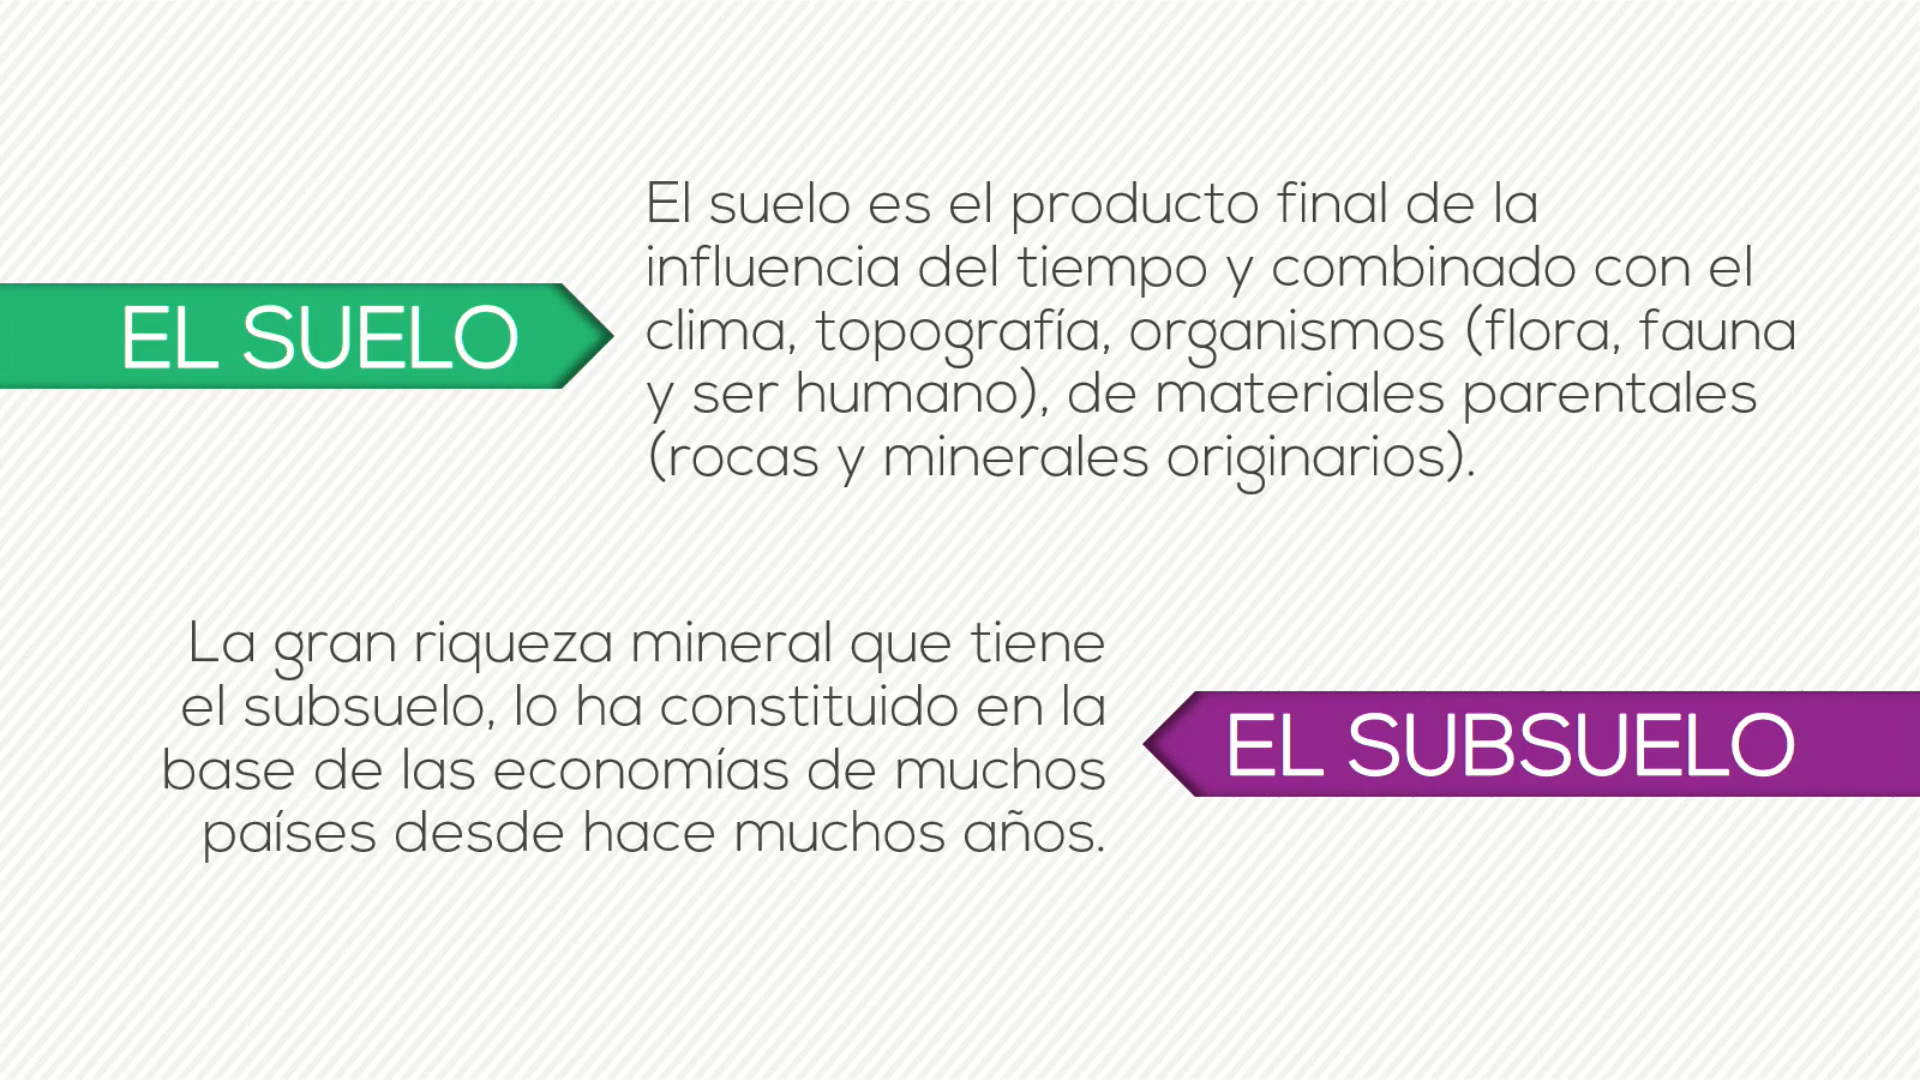 EL SUELO
El suelo es el producto final de la
influencia del tiempo y combinado con el
clima, topografía, organismos (flora, fauna
y ser humano), de materiales parentales
(rocas y minerales originarios).
La gran riqueza mineral que tiene
el subsuelo, lo ha constituido en la
base de las economías de muchos
países desde hace muchos años.
EL SUBSUELO